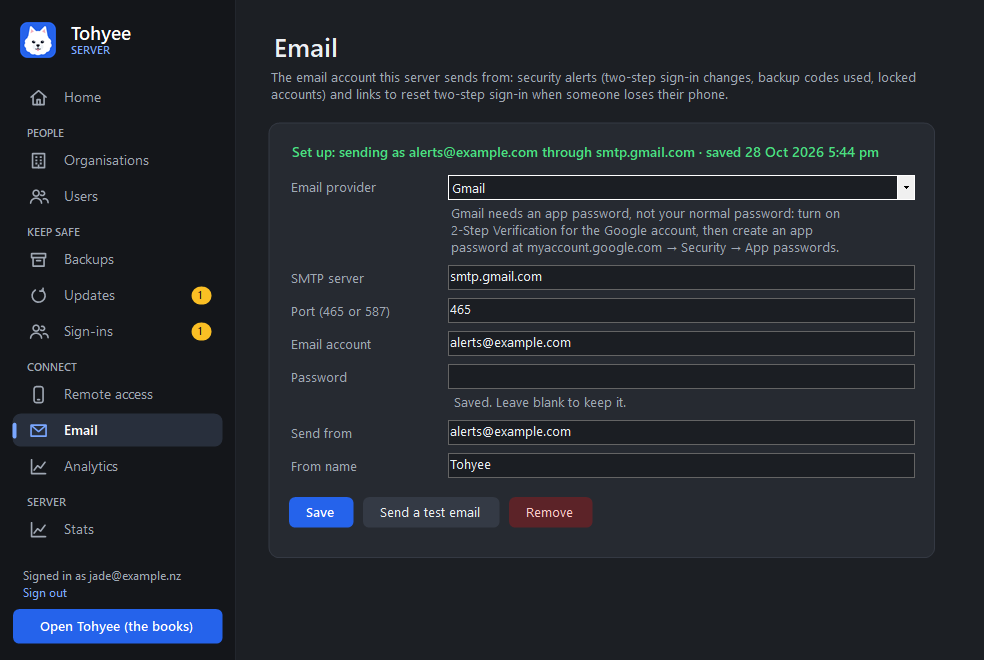 Tohyee
SERVER
Home
PEOPLE
Organisations
Users
KEEP SAFE
Backups
Updates 1
Sign-ins 1
CONNECT
Remote access
Email
Analytics
SERVER
Stats
Signed in as jade@example.nz
Sign out
Open Tohyee (the books)
Email
The email account this server sends from: security alerts (two-step sign-in changes, backup codes used, locked
accounts) and links to reset two-step sign-in when someone loses their phone.
Set up: sending as alerts@example.com through smtp.gmail.com · saved 28 Oct 2026 5:44 pm
Email provider Gmail
Gmail needs an app password, not your normal password: turn on
2-Step Verification for the Google account, then create an app
password at myaccount.google.com → Security → App passwords.
SMTP server smtp.gmail.com
Port (465 or 587) 465
Email account alerts@example.com
Password
Saved. Leave blank to keep it.
Send from alerts@example.com
From name Tohyee
Save Send a test email Remove